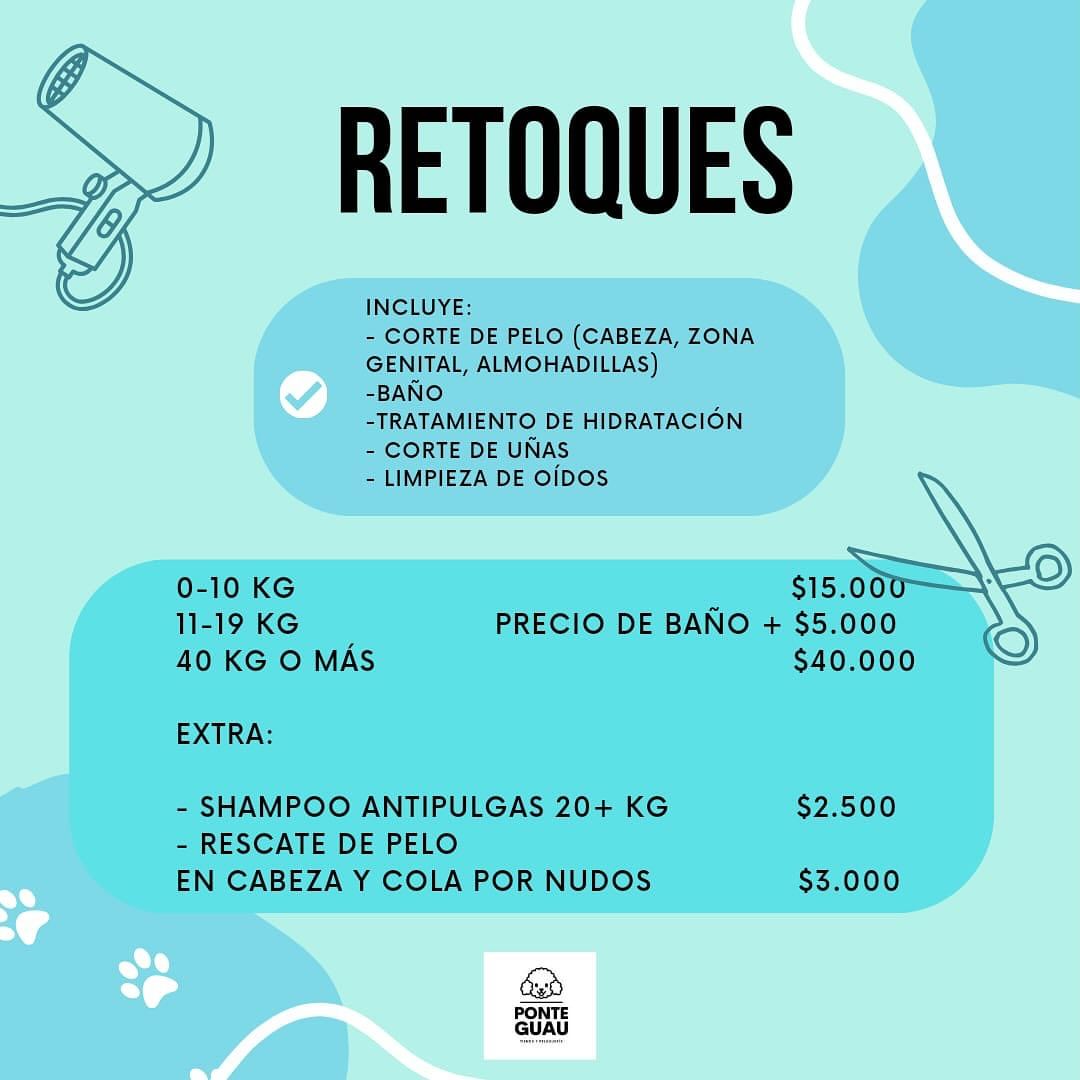 RETOQUES
INCLUYE:
- CORTE DE PELO (CABEZA, ZONA
GENITAL, ALMOHADILLAS)
-BAÑO
-TRATAMIENTO DE HIDRATACIÓN
- CORTE DE UÑAS
- LIMPIEZA DE OÍDOS
0-10 KG $15.000
11-19 KG PRECIO DE BAÑO + $5.000
40 KG O MÁS $40.000
EXTRA:
- SHAMPOO ANTIPULGAS 20+ KG $2.500
- RESCATE DE PELO
EN CABEZA Y COLA POR NUDOS $3.000
PONTE
GUAU
TIENDA Y PELUQUERÍA